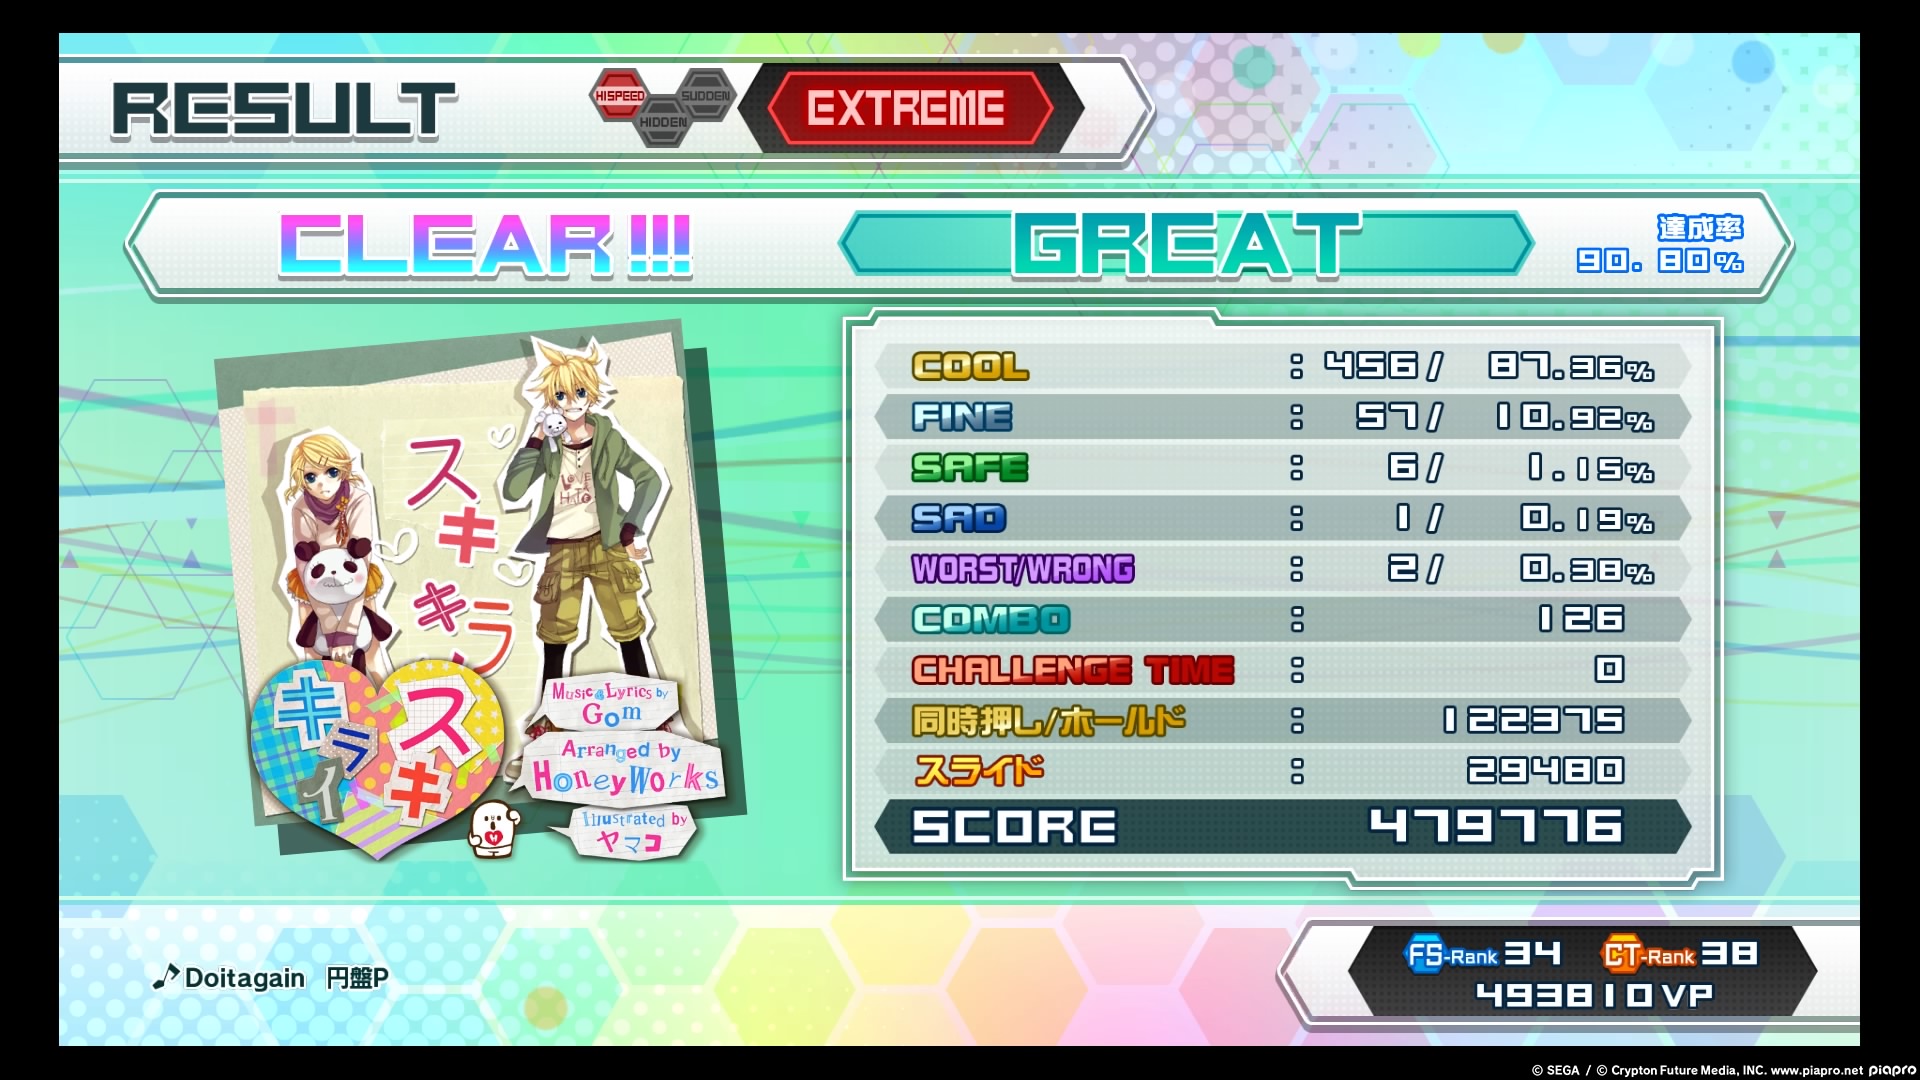 RESULT
HISPEED
SUDDEN
HIDDEN
EXTREME
CLEAR!!!
GREAT
達成率
90.80%
スキ
キラ
キライ
スキ
LOVE
HATE
Music&Lyrics by
Gom
Arranged by
HoneyWorks
Illustrated by
ヤマコ
COOL : 456/ 87.36%
FINE : 57/ 10.92%
SAFE : 6/ 1.15%
SAD : 1/ 0.19%
WORST/WRONG : 2/ 0.38%
COMBO : 126
CHALLENGE TIME : 0
同時押し/ホールド : 122375
スライド : 29480
SCORE 479776
♪Doitagain 円盤P
FS-Rank 34 CT-Rank 38
493810VP
© SEGA / © Crypton Future Media, INC. www.piapro.net piapro